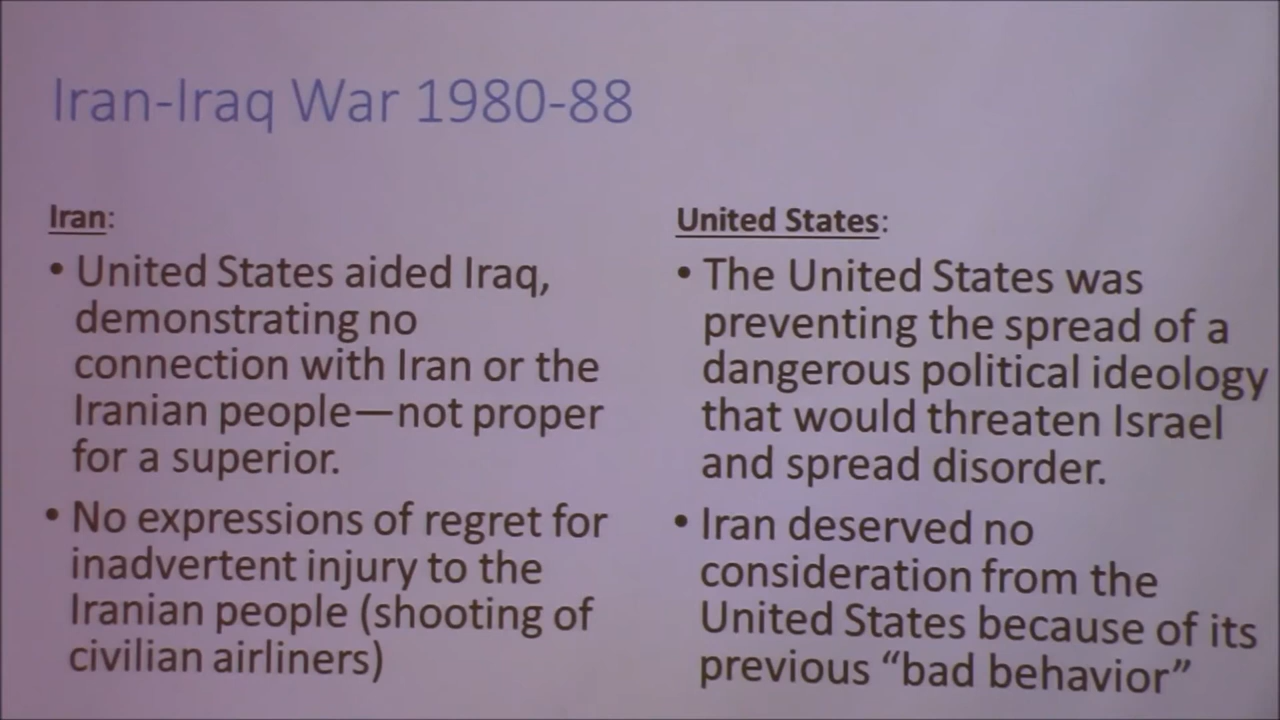 Iran-Iraq War 1980-88
Iran:
• United States aided Iraq,
demonstrating no
connection with Iran or the
Iranian people—not proper
for a superior.
• No expressions of regret for
inadvertent injury to the
Iranian people (shooting of
civilian airliners)
United States:
• The United States was
preventing the spread of a
dangerous political ideology
that would threaten Israel
and spread disorder.
• Iran deserved no
consideration from the
United States because of its
previous “bad behavior”